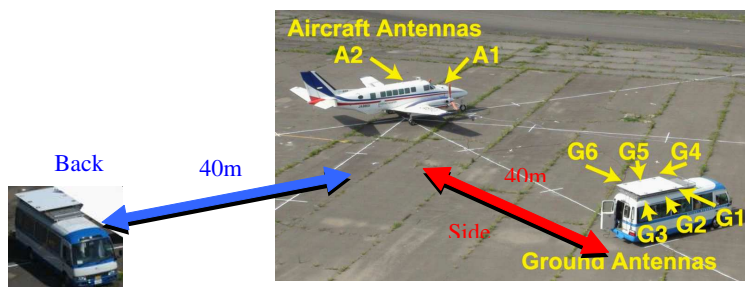 Aircraft Antennas
A2 A1
Back
40m
G6 G5 G4
40m
G3 G2 G1
Side
Ground Antennas